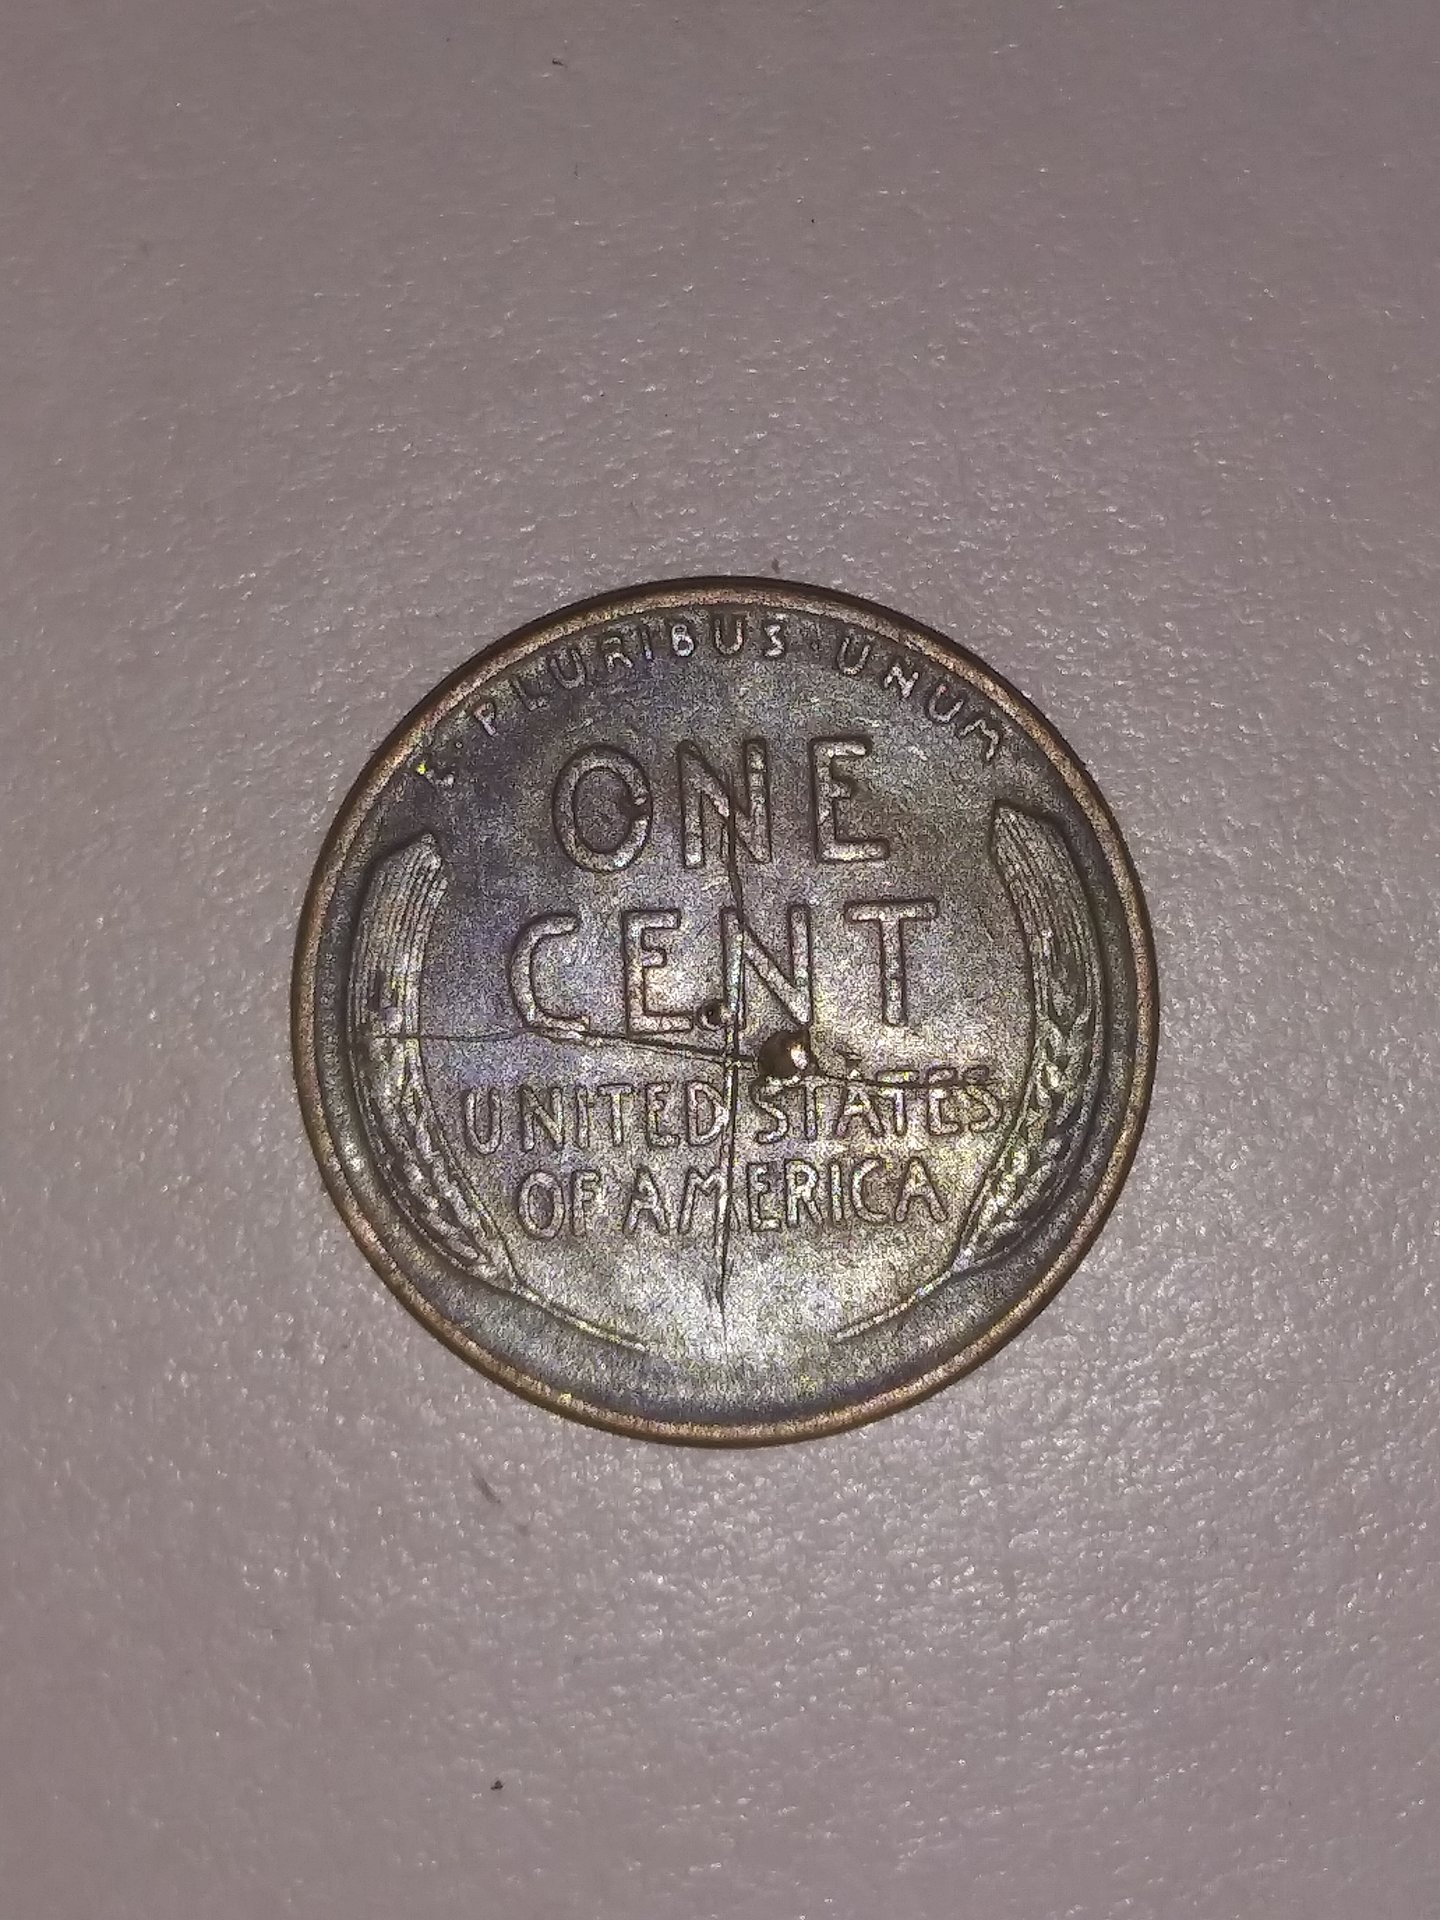 E · PLURIBUS · UNUM
ONE
CENT
UNITED STATES
OF AMERICA